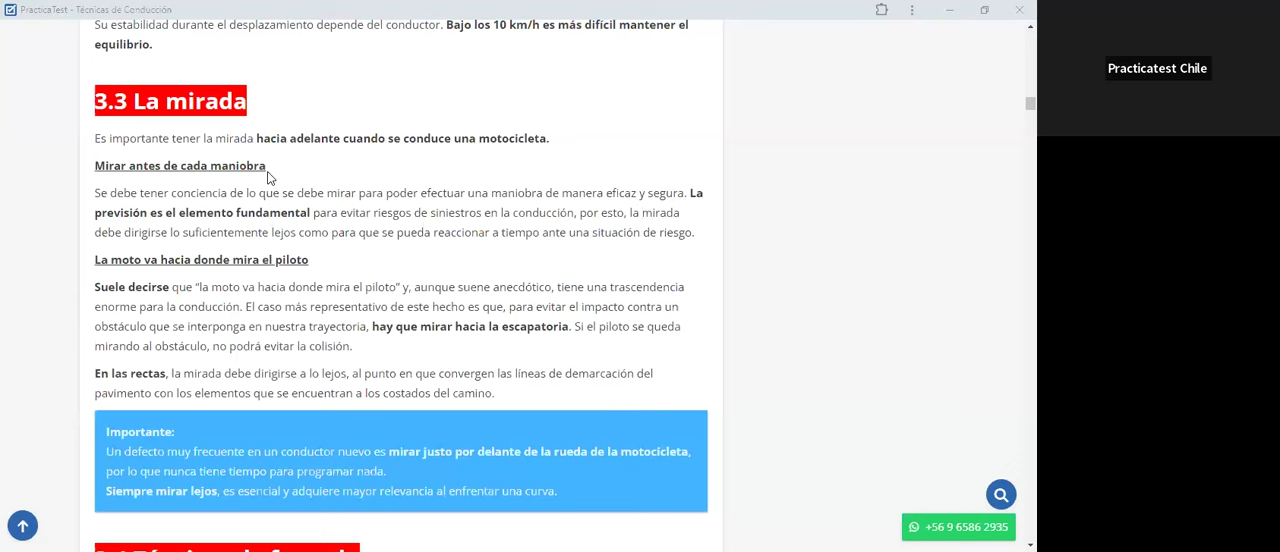 PracticaTest - Técnicas de Conducción
Su estabilidad durante el desplazamiento depende del conductor. Bajo los 10 km/h es más difícil mantener el
equilibrio.
3.3 La mirada
Es importante tener la mirada hacia adelante cuando se conduce una motocicleta.
Mirar antes de cada maniobra
Se debe tener conciencia de lo que se debe mirar para poder efectuar una maniobra de manera eficaz y segura. La
previsión es el elemento fundamental para evitar riesgos de siniestros en la conducción, por esto, la mirada
debe dirigirse lo suficientemente lejos como para que se pueda reaccionar a tiempo ante una situación de riesgo.
La moto va hacia donde mira el piloto
Suele decirse que “la moto va hacia donde mira el piloto” y, aunque suene anecdótico, tiene una trascendencia
enorme para la conducción. El caso más representativo de este hecho es que, para evitar el impacto contra un
obstáculo que se interponga en nuestra trayectoria, hay que mirar hacia la escapatoria. Si el piloto se queda
mirando al obstáculo, no podrá evitar la colisión.
En las rectas, la mirada debe dirigirse a lo lejos, al punto en que convergen las líneas de demarcación del
pavimento con los elementos que se encuentran a los costados del camino.
Importante:
Un defecto muy frecuente en un conductor nuevo es mirar justo por delante de la rueda de la motocicleta,
por lo que nunca tiene tiempo para programar nada.
Siempre mirar lejos, es esencial y adquiere mayor relevancia al enfrentar una curva.
+56 9 6586 2935
Practicatest Chile